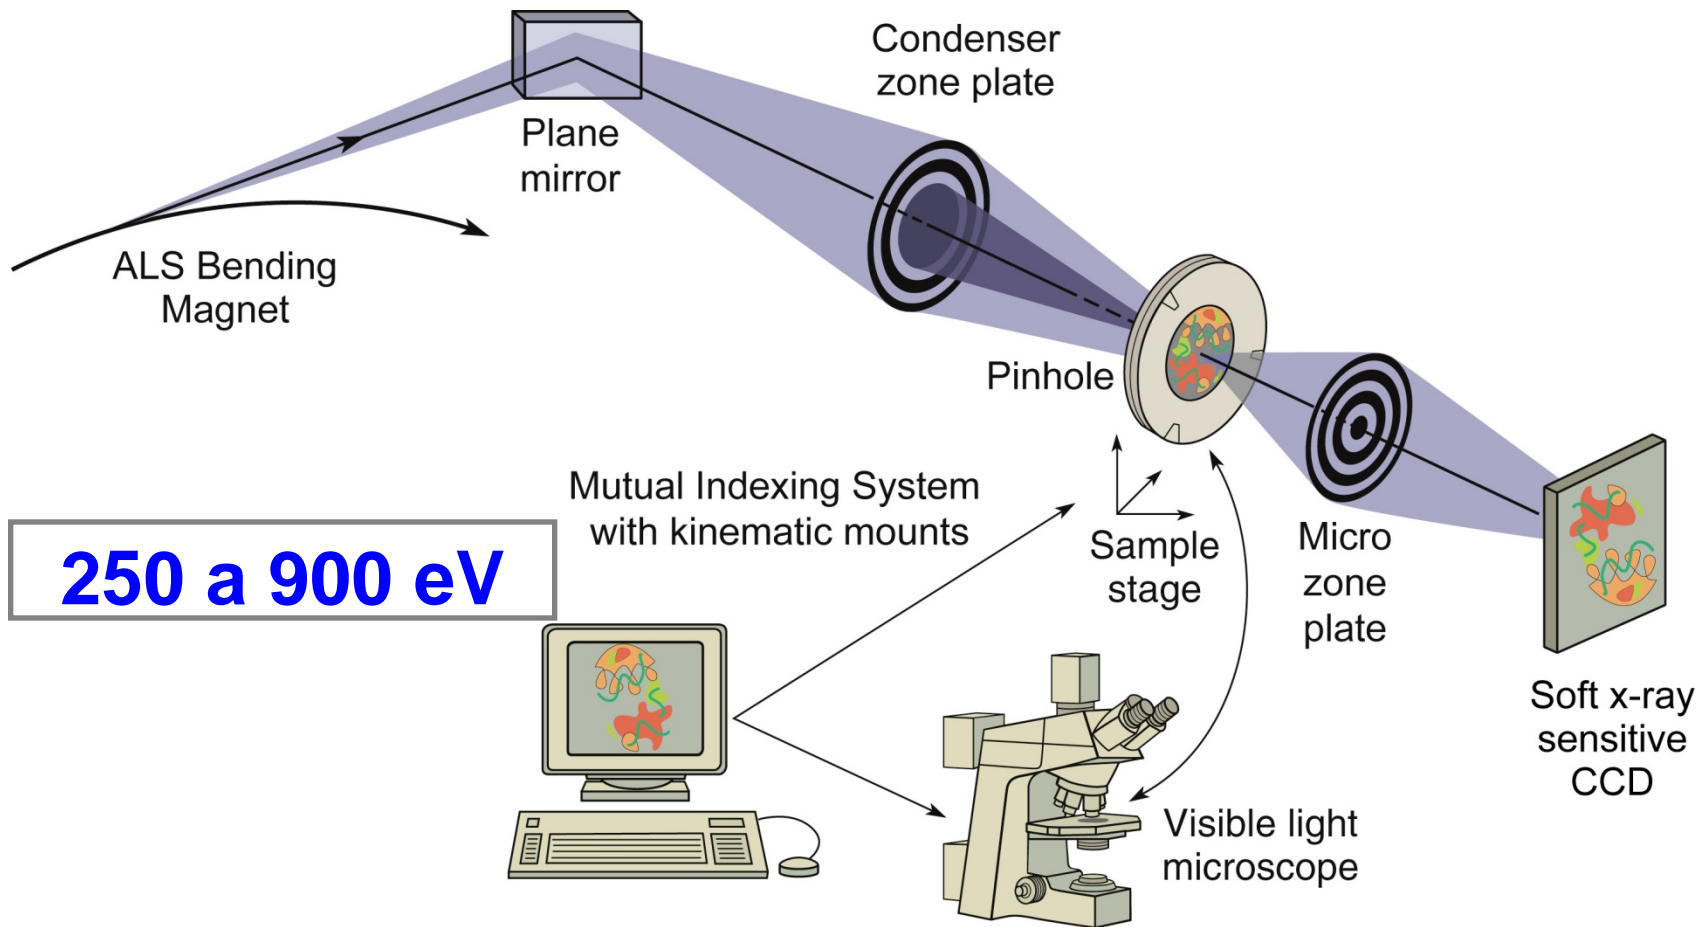 Condenser
zone plate
Plane
mirror
ALS Bending
Magnet
Pinhole
Mutual Indexing System
with kinematic mounts
Sample
stage
Micro
zone
plate
250 a 900 eV
Soft x-ray
sensitive
CCD
Visible light
microscope